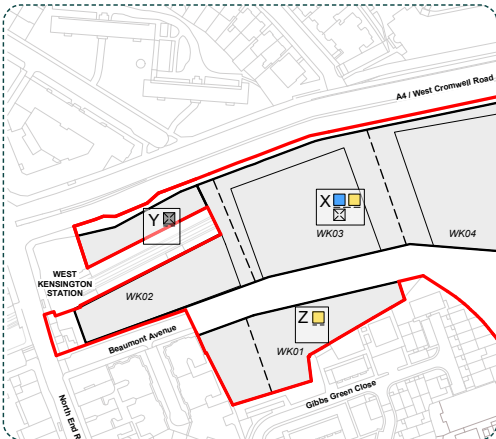 A4 / West Cromwell Road
Y
X
WK03
WK04
WEST
KENSINGTON
STATION
WK02
Z
Beaumont Avenue
WK01
Gibbs Green Close
North End R